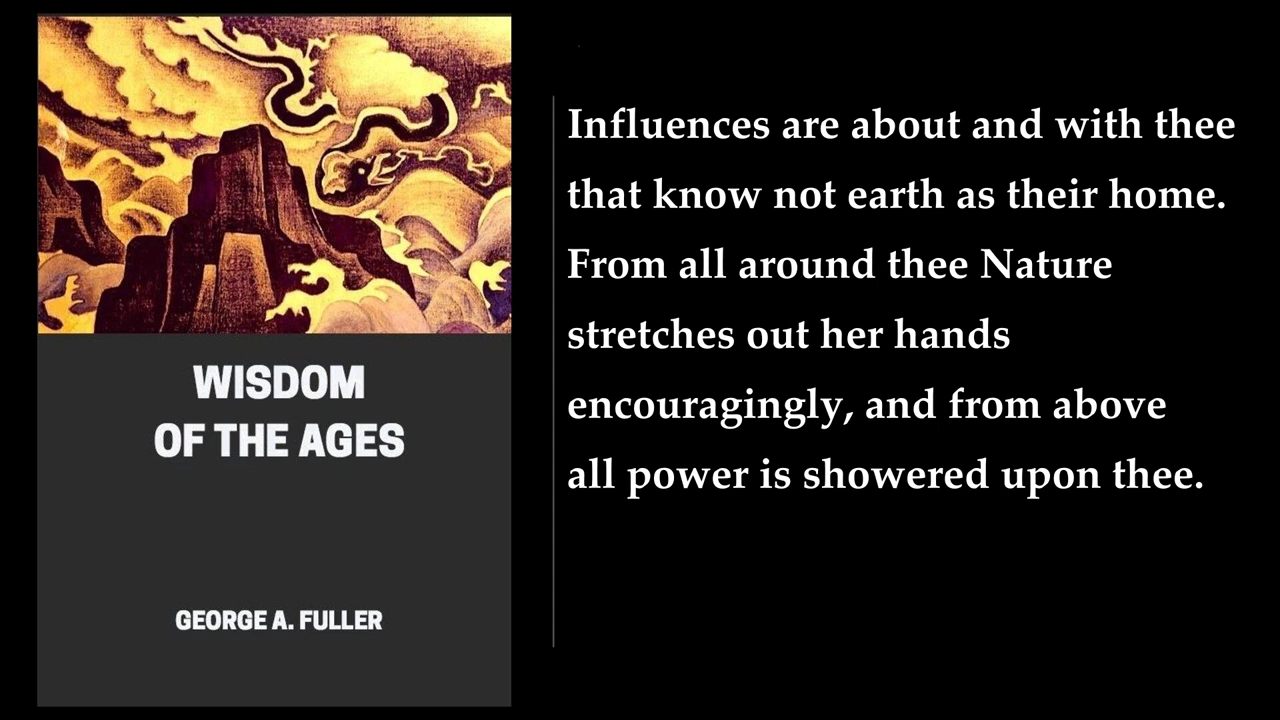 WISDOM
OF THE AGES
GEORGE A. FULLER
Influences are about and with thee
that know not earth as their home.
From all around thee Nature
stretches out her hands
encouragingly, and from above
all power is showered upon thee.